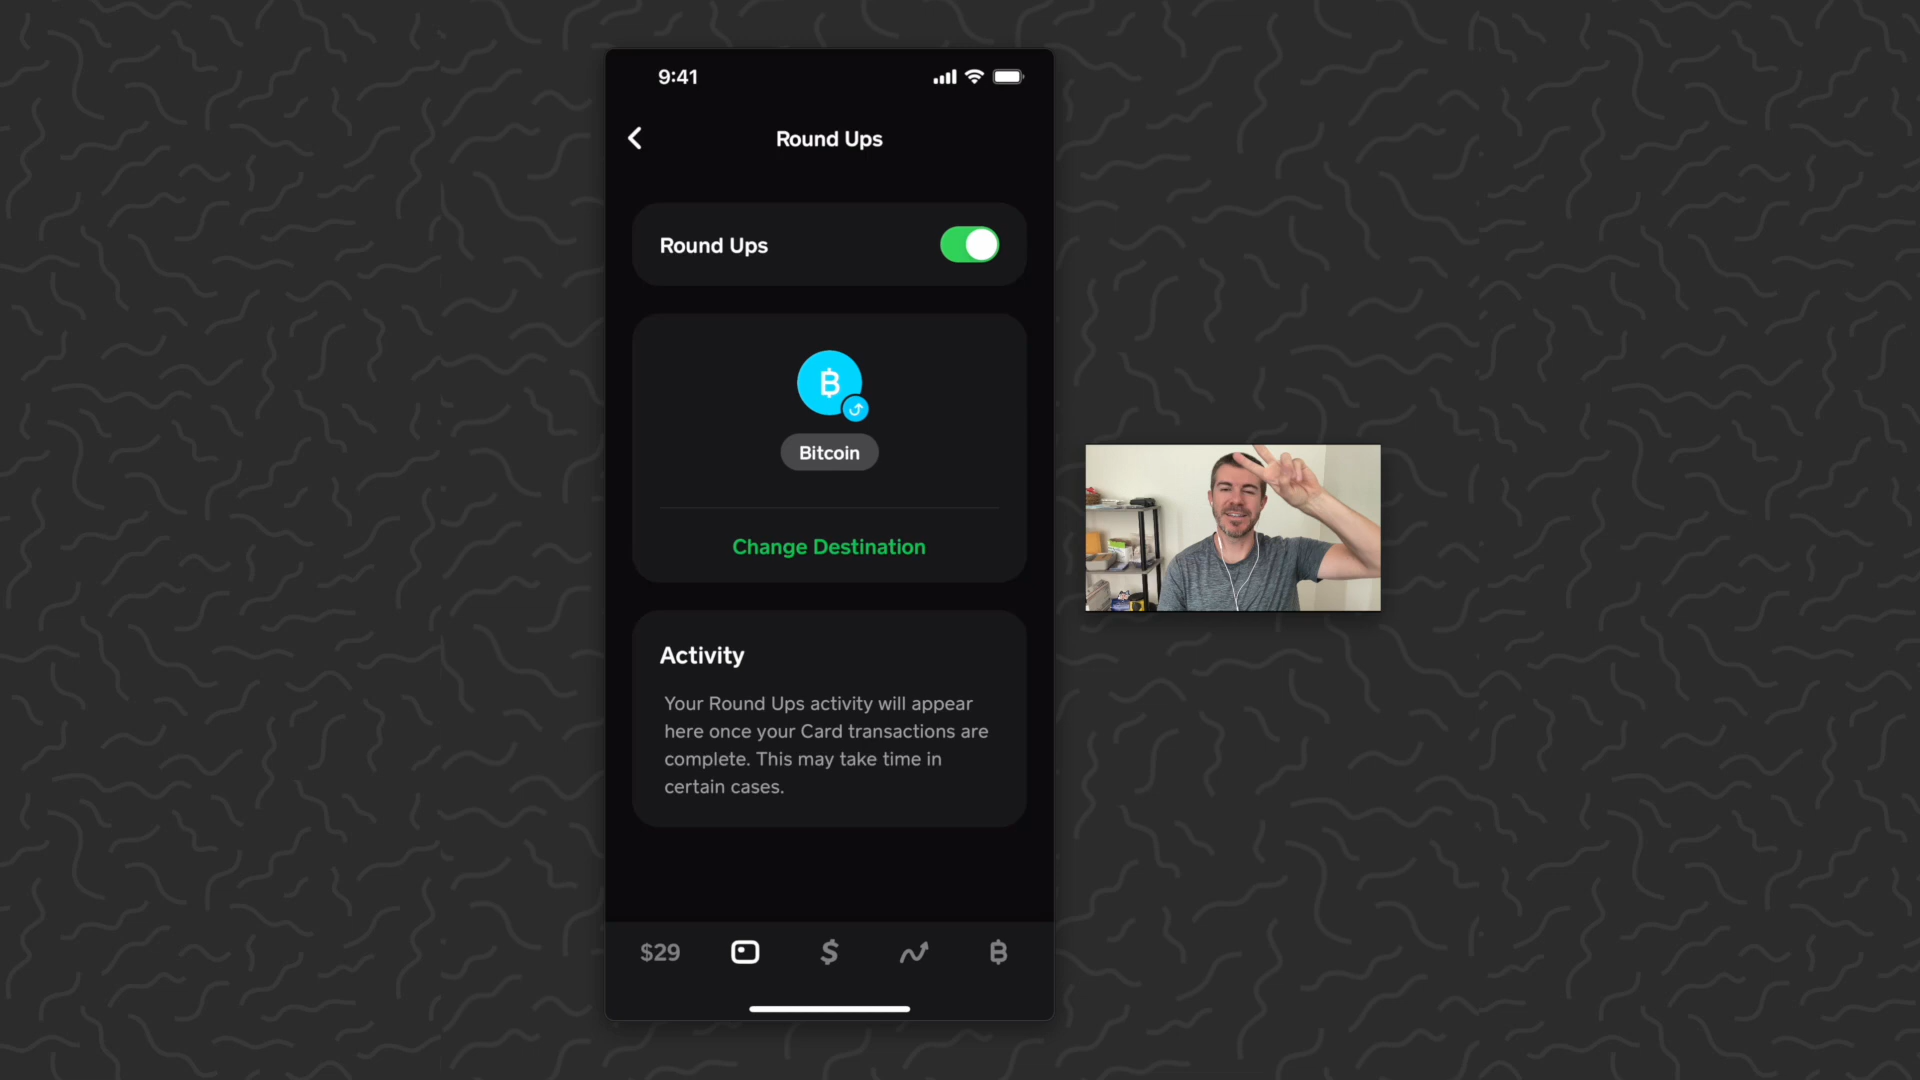 9:41
Round Ups
Round Ups
Bitcoin
Change Destination
Activity
Your Round Ups activity will appear
here once your Card transactions are
complete. This may take time in
certain cases.
$29